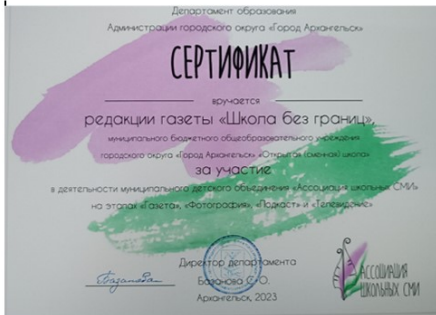 Департамент образования
Администрации городского округа «Город Архангельск»
СЕРТИФИКАТ
вручается
редакции газеты «Школа без границ»,
муниципального бюджетного общеобразовательного учреждения
городского округа «Город Архангельск» «Открытая (сменная) школа»
за участие
в деятельности муниципального детского объединения «Ассоциация школьных СМИ»
на этапах «Газета», «Фотография», «Подкаст» и «Телевидение»
Директор департамента
Базанова С.О.
Архангельск, 2023
АССОЦИАЦИЯ
ШКОЛЬНЫХ СМИ